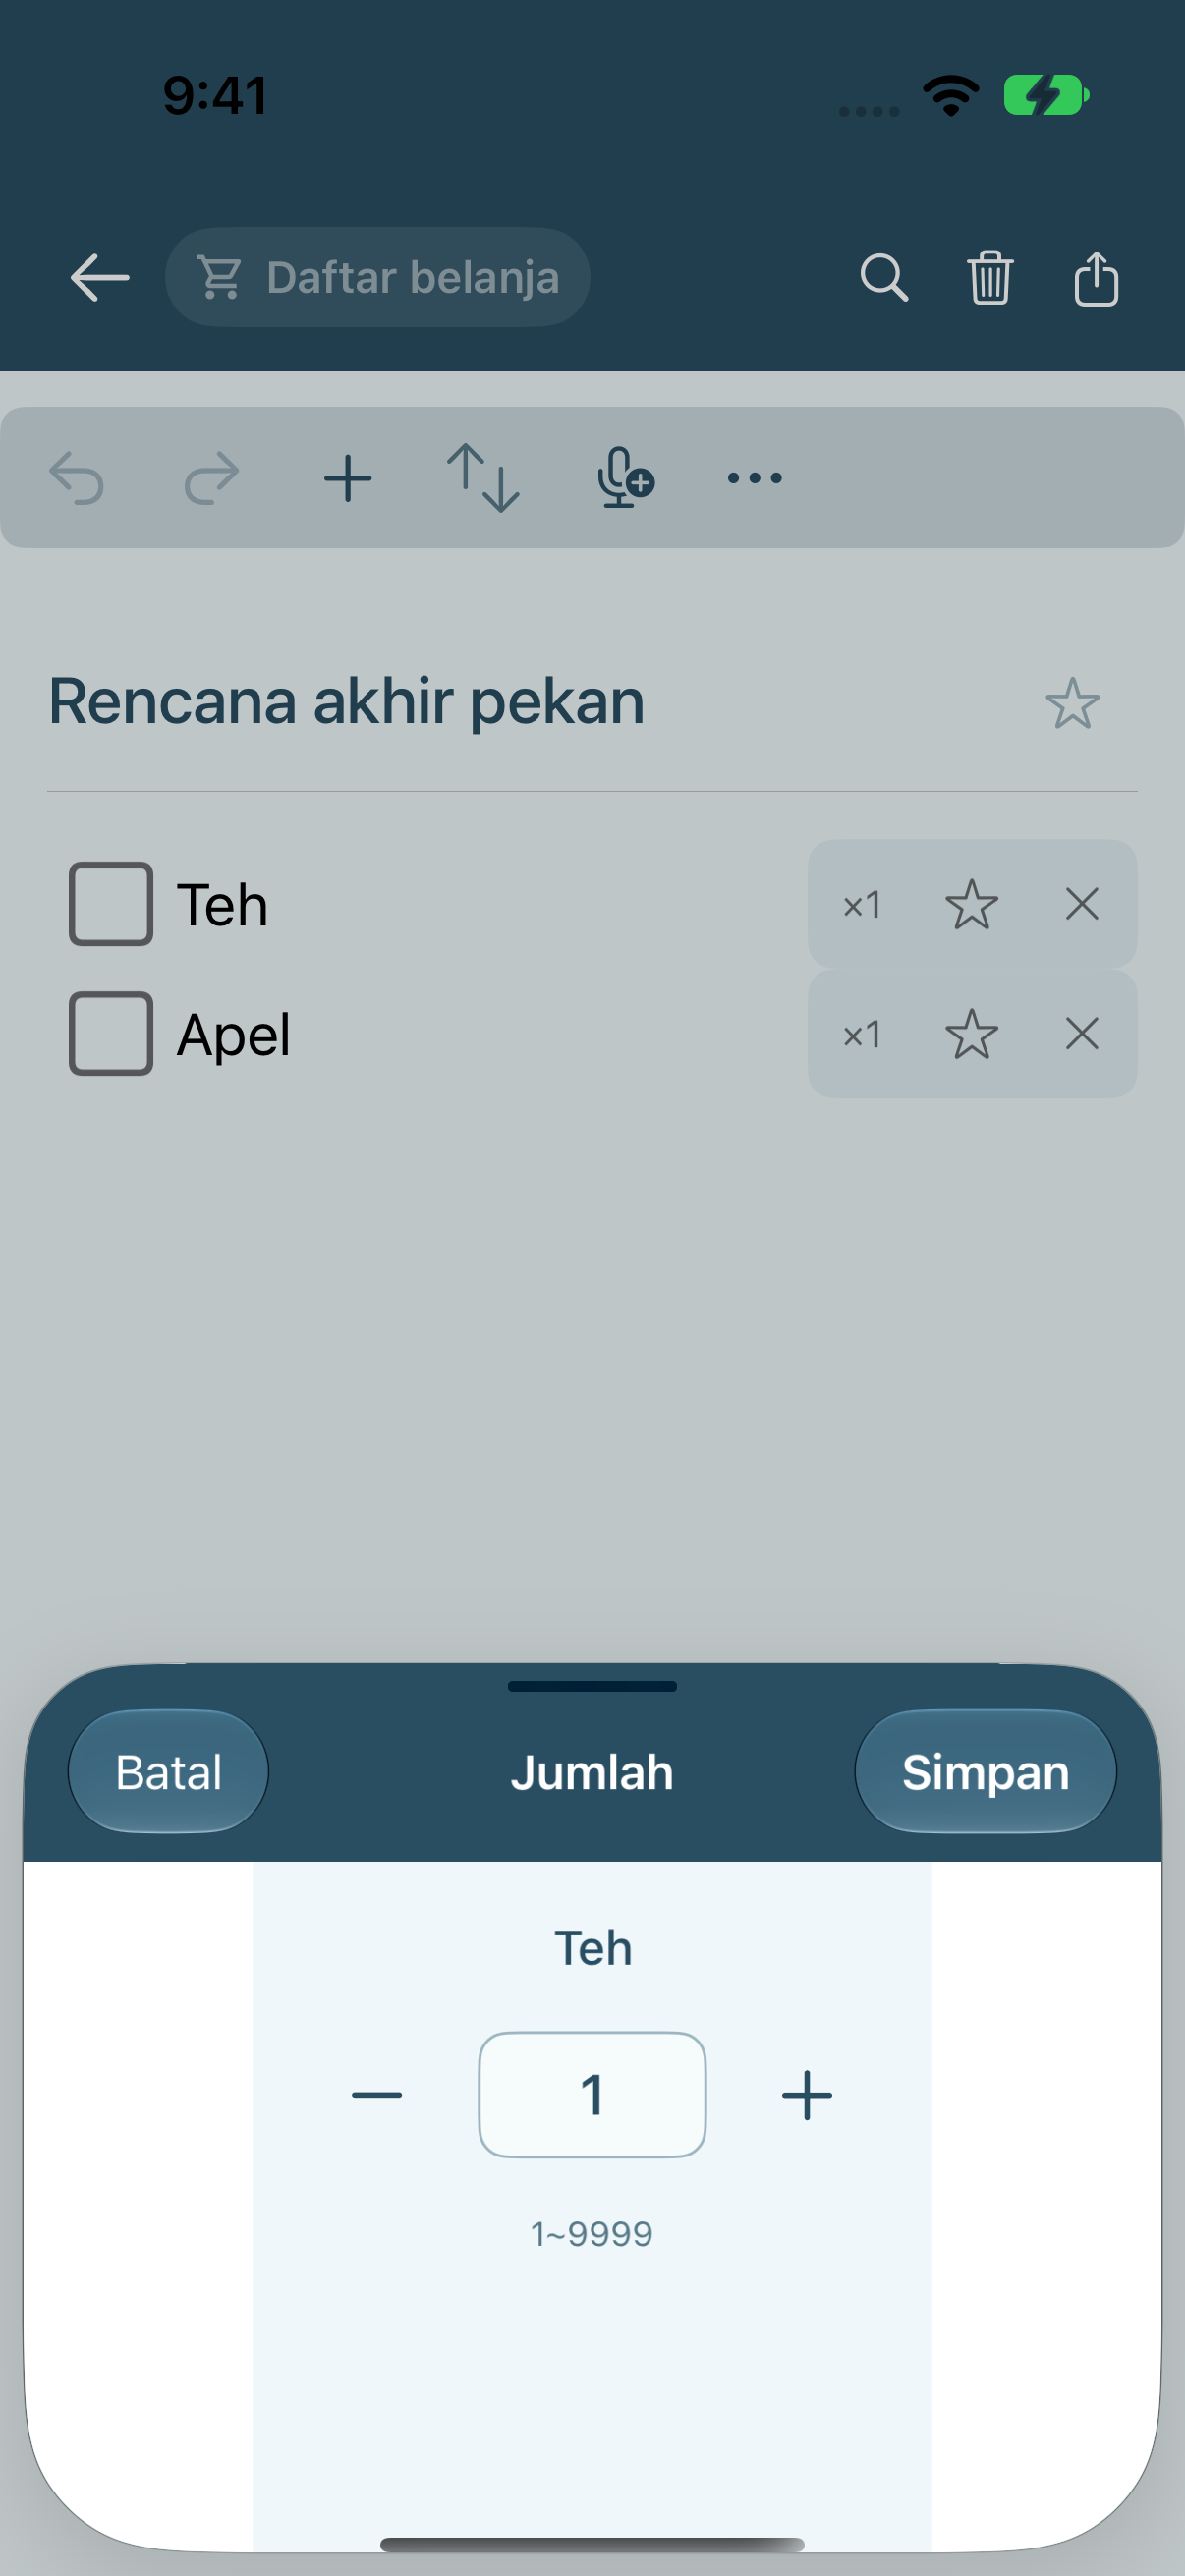 9:41
Daftar belanja
Rencana akhir pekan
Teh
×1
Apel
×1
Batal
Jumlah
Simpan
Teh
1
1~9999